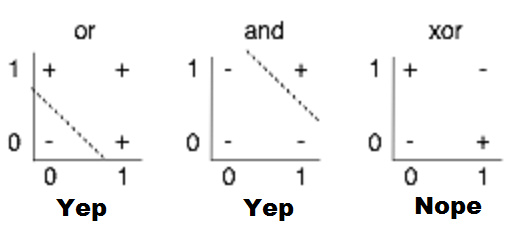 or and xor
1 + + 1 - + 1 + -
0 - + 0 - - 0 - +
0 1 0 1 0 1
Yep Yep Nope